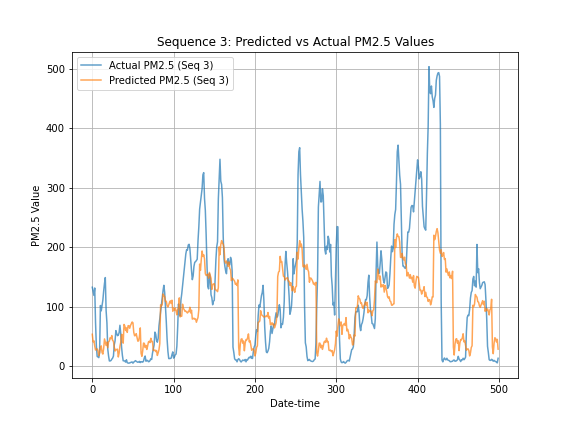 Sequence 3: Predicted vs Actual PM2.5 Values
Actual PM2.5 (Seq 3)
Predicted PM2.5 (Seq 3)
500
400
300
200
100
0
PM2.5 Value
0 100 200 300 400 500
Date-time